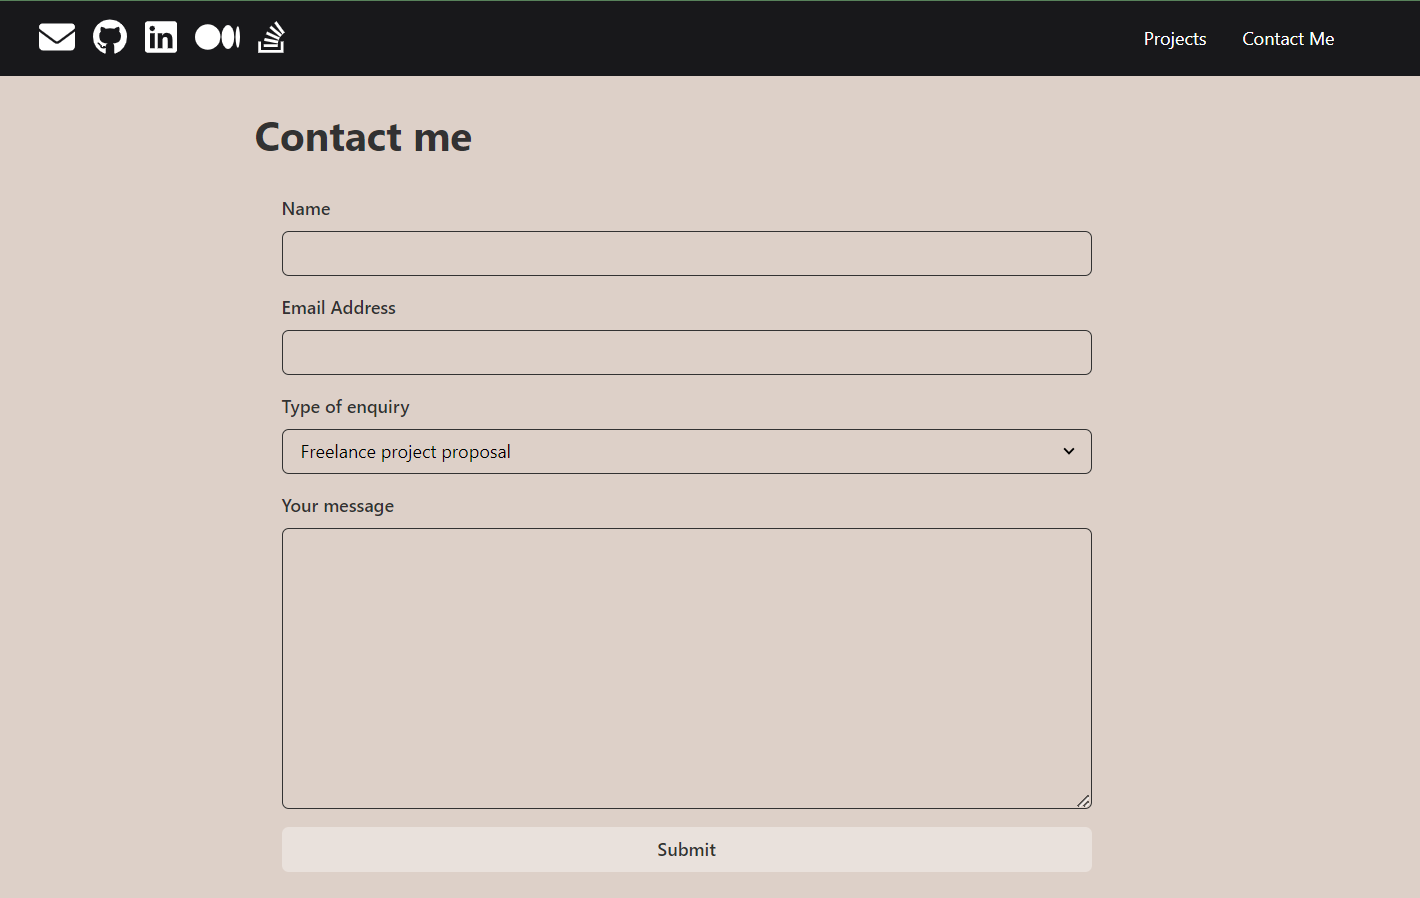 Projects Contact Me
Contact me
Name
Email Address
Type of enquiry
Freelance project proposal
Your message
Submit